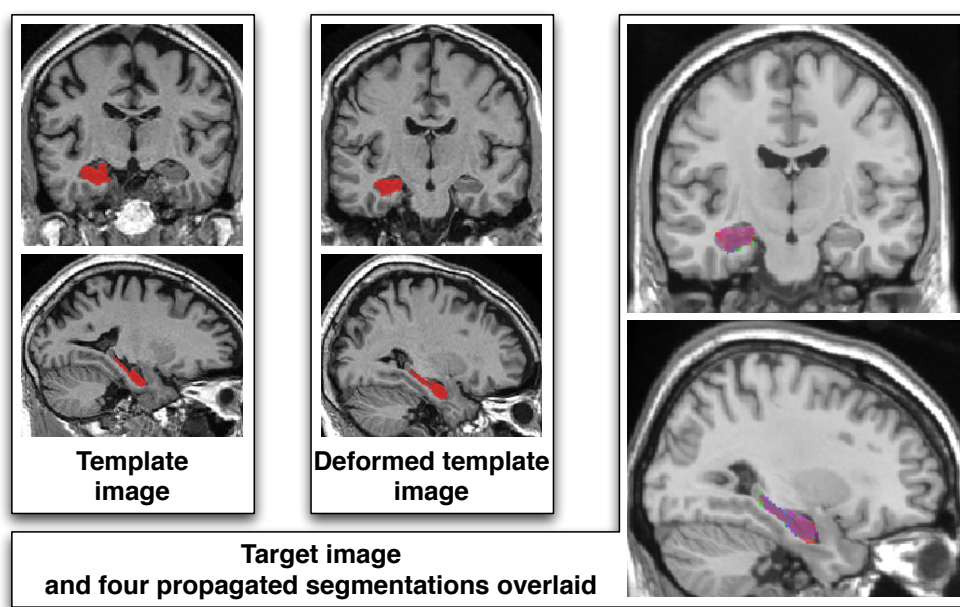 Template
image
Deformed template
image
Target image
and four propagated segmentations overlaid